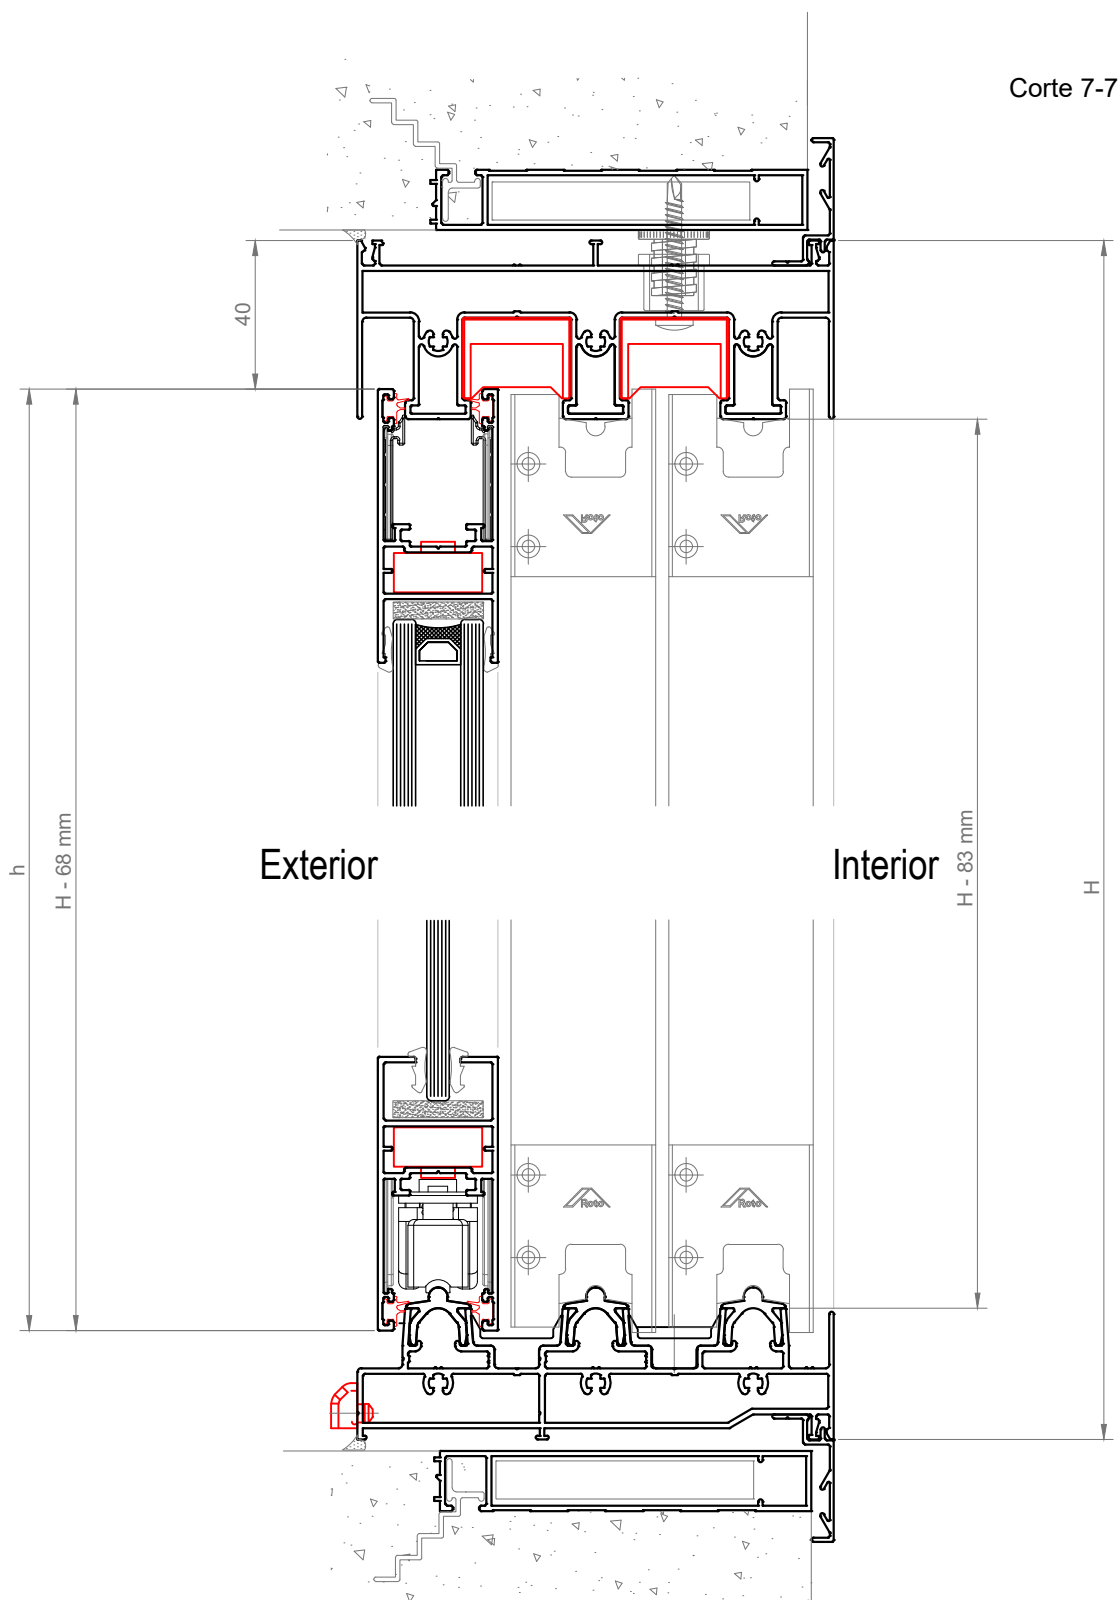 Corte 7-7
40
Roto
Roto
h
H - 68 mm
Exterior
Interior
H - 83 mm
H
Roto
Roto